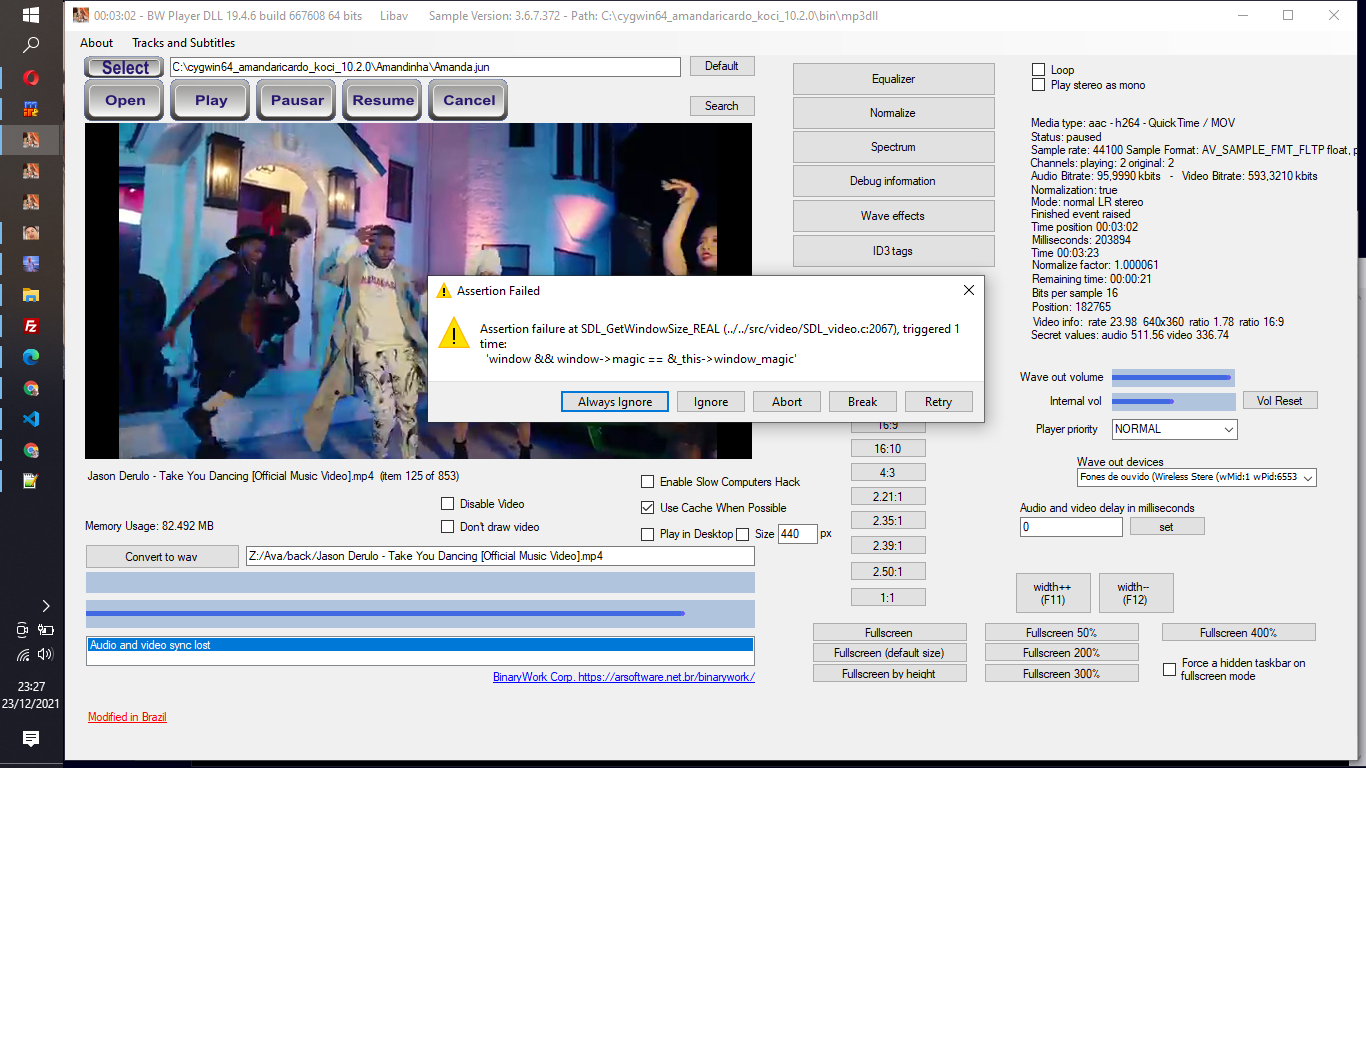 00:03:02 - BW Player DLL 19.4.6 build 667608 64 bits Libav Sample Version: 3.6.7.372 - Path: C:\cygwin64_amandaricardo_koci_10.2.0\bin\mp3dll
About Tracks and Subtitles
Select C:\cygwin64_amandaricardo_koci_10.2.0\Amandinha\Amanda.jun Default
Open Play Pausar Resume Cancel Search
Equalizer
Normalize
Spectrum
Debug information
Wave effects
ID3 tags
Loop
Play stereo as mono
Media type: aac - h264 - QuickTime / MOV
Status: paused
Sample rate: 44100 Sample Format: AV_SAMPLE_FMT_FLTP float, p
Channels: playing: 2 original: 2
Audio Bitrate: 95,9990 kbits - Video Bitrate: 593,3210 kbits
Normalization: true
Mode: normal LR stereo
Finished event raised
Time position 00:03:02
Milliseconds: 203894
Time 00:03:23
Normalize factor: 1.000061
Remaining time: 00:00:21
Bits per sample 16
Position: 182765
Video info: rate 23.98 640x360 ratio 1.78 ratio 16:9
Secret values: audio 511.56 video 336.74
Assertion Failed
Assertion failure at SDL_GetWindowSize_REAL (../../src/video/SDL_video.c:2067), triggered 1
time:
'window && window->magic == &_this->window_magic'
Always Ignore Ignore Abort Break Retry
Wave out volume
Internal vol Vol Reset
Player priority NORMAL
Wave out devices
Fones de ouvido (Wireless Stere (wMid:1 wPid:6553
Audio and video delay in milliseconds
0 set
16:9
16:10
4:3
2.21:1
2.35:1
2.39:1
2.50:1
1:1
width++
(F11)
width--
(F12)
Jason Derulo - Take You Dancing [Official Music Video].mp4 (item 125 of 853)
Enable Slow Computers Hack
Disable Video
Use Cache When Possible
Memory Usage: 82.492 MB
Don't draw video
Play in Desktop Size 440 px
Convert to wav Z:/Ava/back/Jason Derulo - Take You Dancing [Official Music Video].mp4
Audio and video sync lost
BinaryWork Corp. https://arsoftware.net.br/binarywork/
Modified in Brazil
Fullscreen Fullscreen 50% Fullscreen 400%
Fullscreen (default size) Fullscreen 200%
Fullscreen by height Fullscreen 300%
Force a hidden taskbar on
fullscreen mode
23:27
23/12/2021